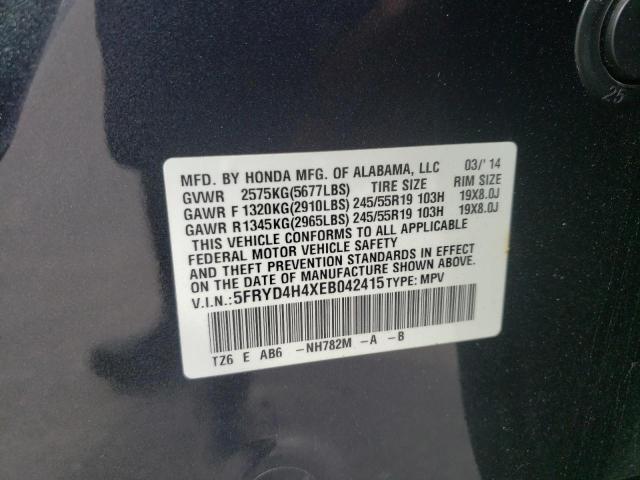 MFD. BY HONDA MFG. OF ALABAMA, LLC 03/'14
GVWR 2575KG(5677LBS) TIRE SIZE RIM SIZE
GAWR F 1320KG(2910LBS) 245/55R19 103H 19X8.0J
GAWR R1345KG(2965LBS) 245/55R19 103H 19X8.0J
THIS VEHICLE CONFORMS TO ALL APPLICABLE
FEDERAL MOTOR VEHICLE SAFETY
AND THEFT PREVENTION STANDARDS IN EFFECT
ON THE DATE OF MANUFACTURE SHOWN ABOVE.
V.I.N.:5FRYD4H4XEB042415 TYPE: MPV
TZ6 E AB6 -NH782M -A -B
25